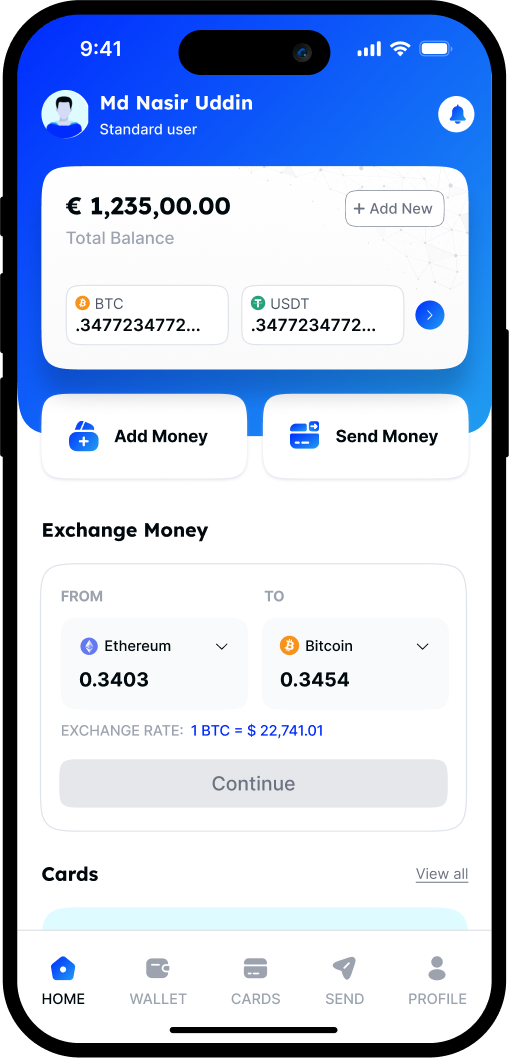 9:41
Md Nasir Uddin
Standard user
€ 1,235,00.00
+ Add New
Total Balance
BTC
.3477234772...
USDT
.3477234772...
Add Money
Send Money
Exchange Money
FROM
TO
Ethereum
Bitcoin
0.3403
0.3454
EXCHANGE RATE: 1 BTC = $ 22,741.01
Continue
Cards
View all
HOME
WALLET
CARDS
SEND
PROFILE